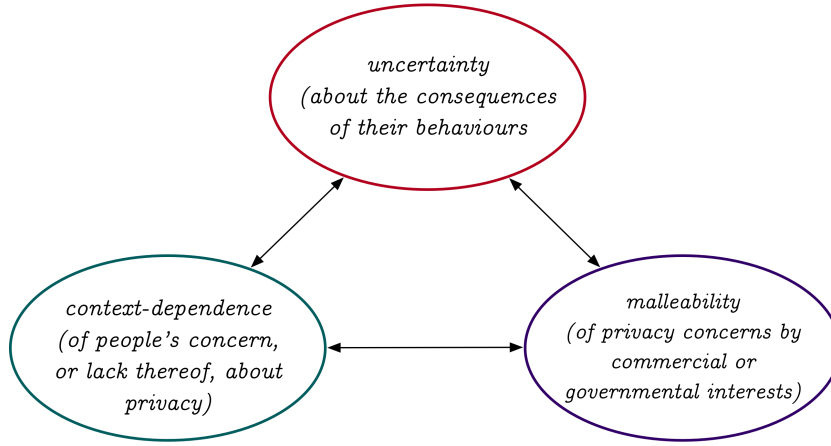 uncertainty
(about the consequences
of their behaviours
context-dependence
(of people's concern,
or lack thereof, about
privacy)
malleability
(of privacy concerns by
commercial or
governmental interests)